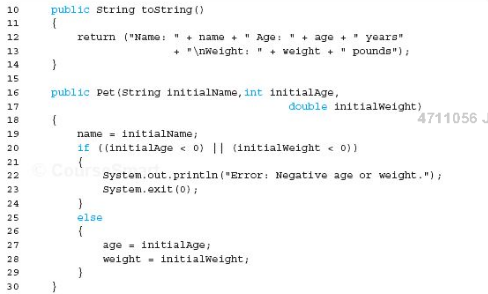 10 public String toString()
11 {
12 return ("Name: " + name + " Age: " + age + " years"
13 + "\nWeight: " + weight + " pounds");
14 }
15
16 public Pet(String initialName,int initialAge,
17 double initialWeight)
4711056 J
18 {
19 name = initialName;
20 if ((initialAge < 0) || (initialWeight < 0))
21 {
22 System.out.println("Error: Negative age or weight.");
23 System.exit(0);
24 }
25 else
26 {
27 age = initialAge;
28 weight = initialWeight;
29 }
30 }